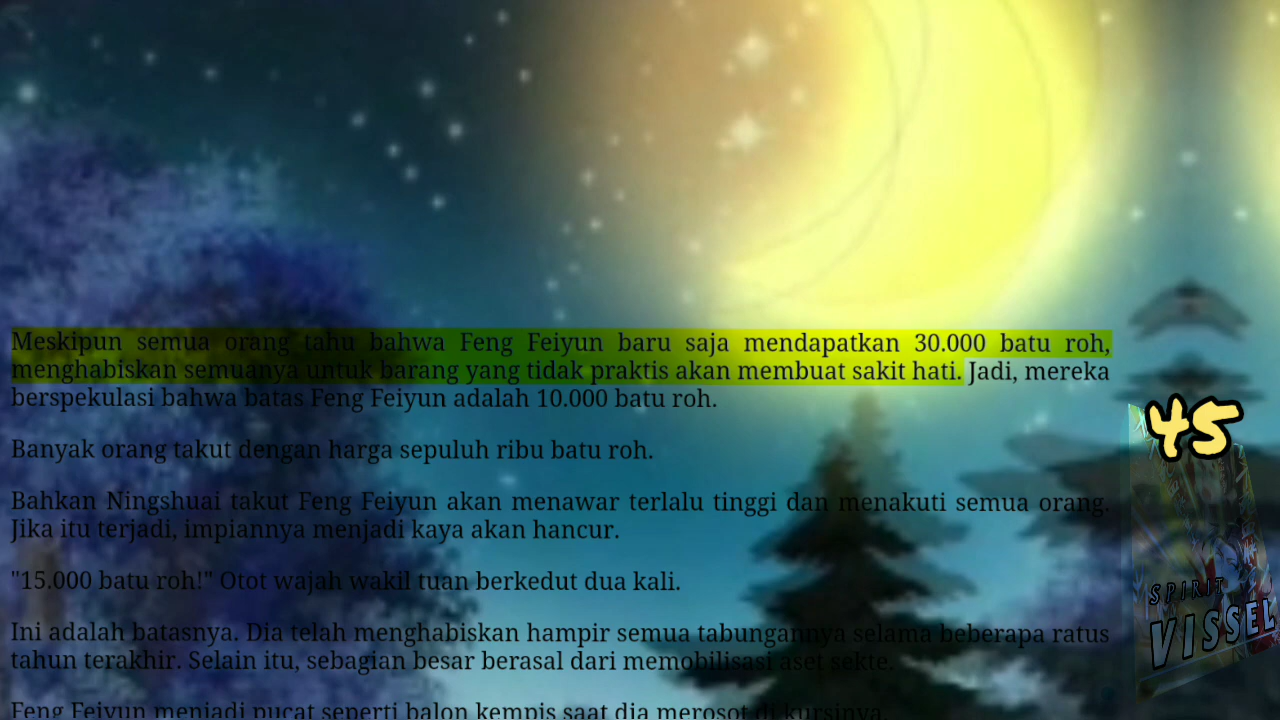 Meskipun semua orang tahu bahwa Feng Feiyun baru saja mendapatkan 30.000 batu roh,
menghabiskan semuanya untuk barang yang tidak praktis akan membuat sakit hati. Jadi, mereka
berspekulasi bahwa batas Feng Feiyun adalah 10.000 batu roh.
Banyak orang takut dengan harga sepuluh ribu batu roh.
Bahkan Ningshuai takut Feng Feiyun akan menawar terlalu tinggi dan menakuti semua orang.
Jika itu terjadi, impiannya menjadi kaya akan hancur.
"15.000 batu roh!" Otot wajah wakil tuan berkedut dua kali.
Ini adalah batasnya. Dia telah menghabiskan hampir semua tabungannya selama beberapa ratus
tahun terakhir. Selain itu, sebagian besar berasal dari memobilisasi aset sekte.
Feng Feiyun menjadi pucat seperti balon kempis saat dia merosot di kursinya.
45
SPIRIT
VISSEL